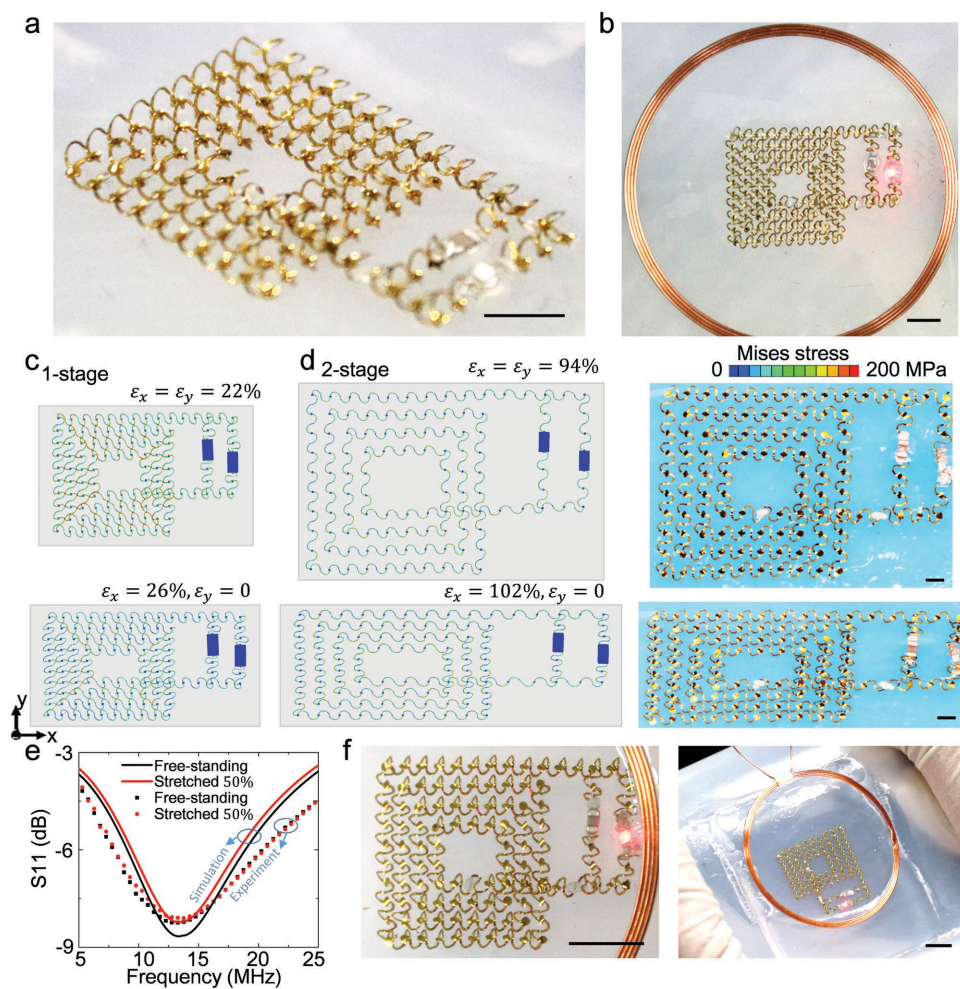 a
b
c
1-stage
εx = εy = 22%
εx = 26%, εy = 0
d
2-stage
εx = εy = 94%
εx = 102%, εy = 0
Mises stress
0 200 MPa
y
x
e
-3
-6
-9
S11 (dB)
Free-standing
Stretched 50%
Free-standing
Stretched 50%
Simulation
Experiment
5 10 15 20 25
Frequency (MHz)
f